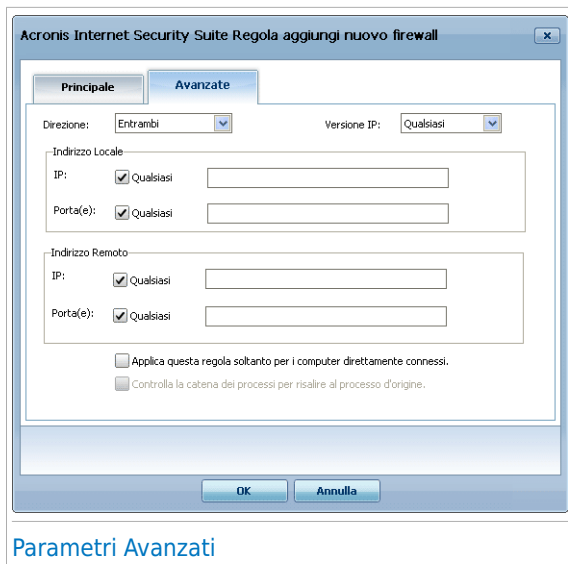 Acronis Internet Security Suite Regola aggiungi nuovo firewall
Principale
Avanzate
Direzione: Entrambi Versione IP: Qualsiasi
Indirizzo Locale
IP: Qualsiasi
Porta(e): Qualsiasi
Indirizzo Remoto
IP: Qualsiasi
Porta(e): Qualsiasi
Applica questa regola soltanto per i computer direttamente connessi.
Controlla la catena dei processi per risalire al processo d'origine.
OK Annulla
Parametri Avanzati